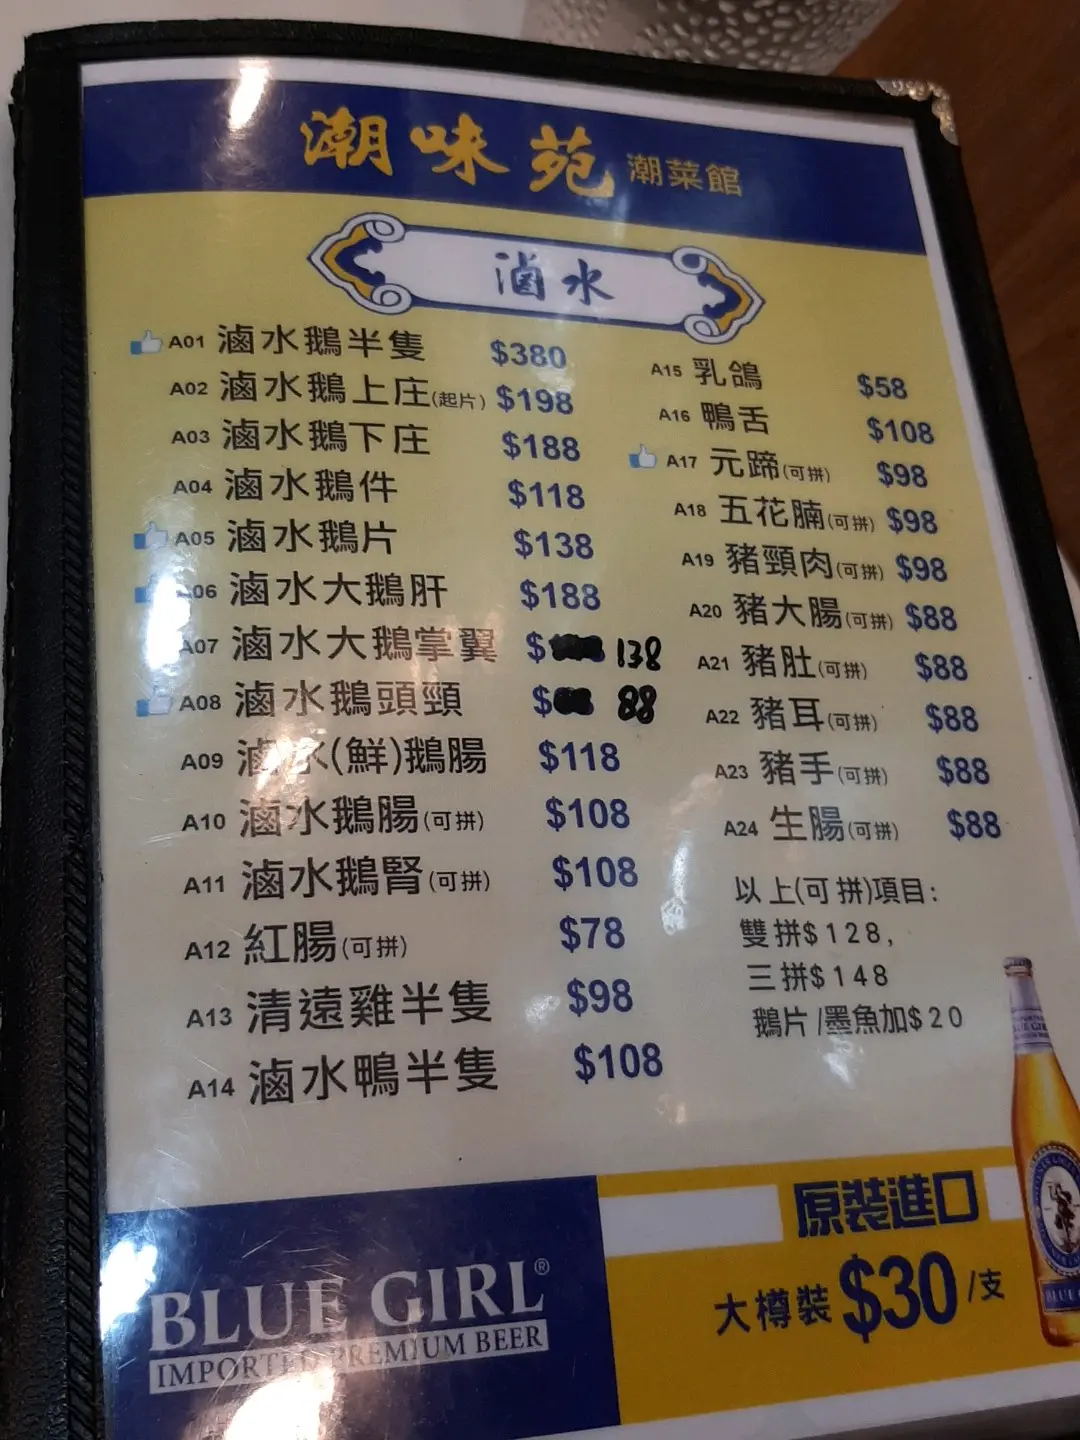 潮味苑 潮菜館
滷水
A01 滷水鵝半隻 $380
A02 滷水鵝上庄(起片) $198
A03 滷水鵝下庄 $188
A04 滷水鵝件 $118
A05 滷水鵝片 $138
A06 滷水大鵝肝 $188
A07 滷水大鵝掌翼 $ 138
A08 滷水鵝頭頸 $ 88
A09 滷水(鮮)鵝腸 $118
A10 滷水鵝腸(可拼) $108
A11 滷水鵝腎(可拼) $108
A12 紅腸(可拼) $78
A13 清遠雞半隻 $98
A14 滷水鴨半隻 $108
A15 乳鴿 $58
A16 鴨舌 $108
A17 元蹄(可拼) $98
A18 五花腩(可拼) $98
A19 豬頸肉(可拼) $98
A20 豬大腸(可拼) $88
A21 豬肚(可拼) $88
A22 豬耳(可拼) $88
A23 豬手(可拼) $88
A24 生腸(可拼) $88
以上(可拼)項目:
雙拼$128,
三拼$148
鵝片/墨魚加$20
BLUE GIRL®
IMPORTED PREMIUM BEER
原裝進口
大樽裝 $30/支